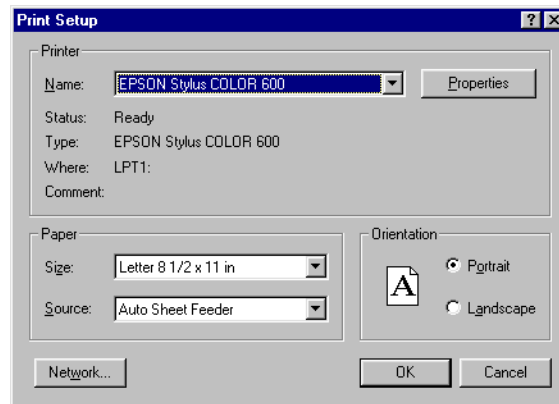 Print Setup
Printer
Name: EPSON Stylus COLOR 600 Properties
Status: Ready
Type: EPSON Stylus COLOR 600
Where: LPT1:
Comment:
Paper
Size: Letter 8 1/2 x 11 in
Source: Auto Sheet Feeder
Orientation
A
Portrait
Landscape
Network... OK Cancel